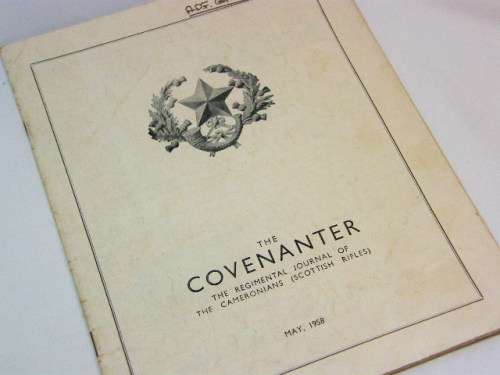 THE
COVENANTER
THE REGIMENTAL JOURNAL OF
THE CAMERONIANS (SCOTTISH RIFLES)
MAY, 1958